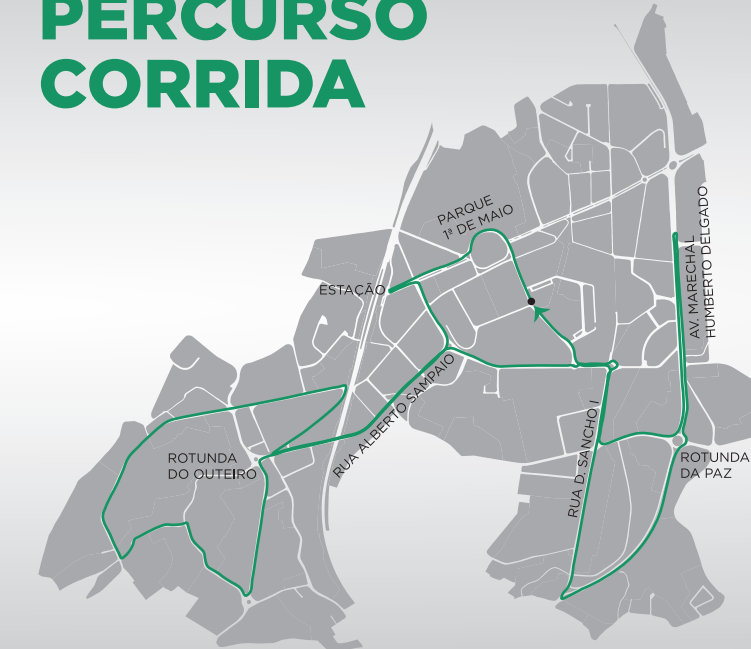 PERCURSO
CORRIDA
PARQUE
1º DE MAIO
ESTAÇÃO
AV. MARECHAL
HUMBERTO DELGADO
RUA ALBERTO SAMPAIO
RUA D. SANCHO I
ROTUNDA
DO OUTEIRO
ROTUNDA
DA PAZ